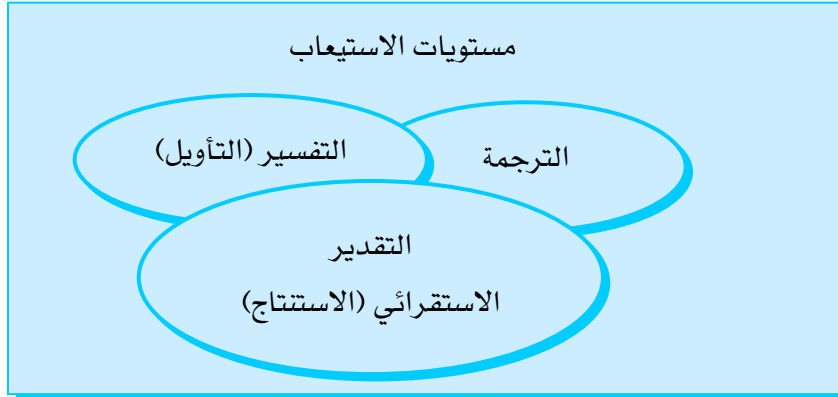 مستويات الاستيعاب
الترجمة
التفسير (التأويل)
التقدير
الاستقرائي (الاستنتاج)